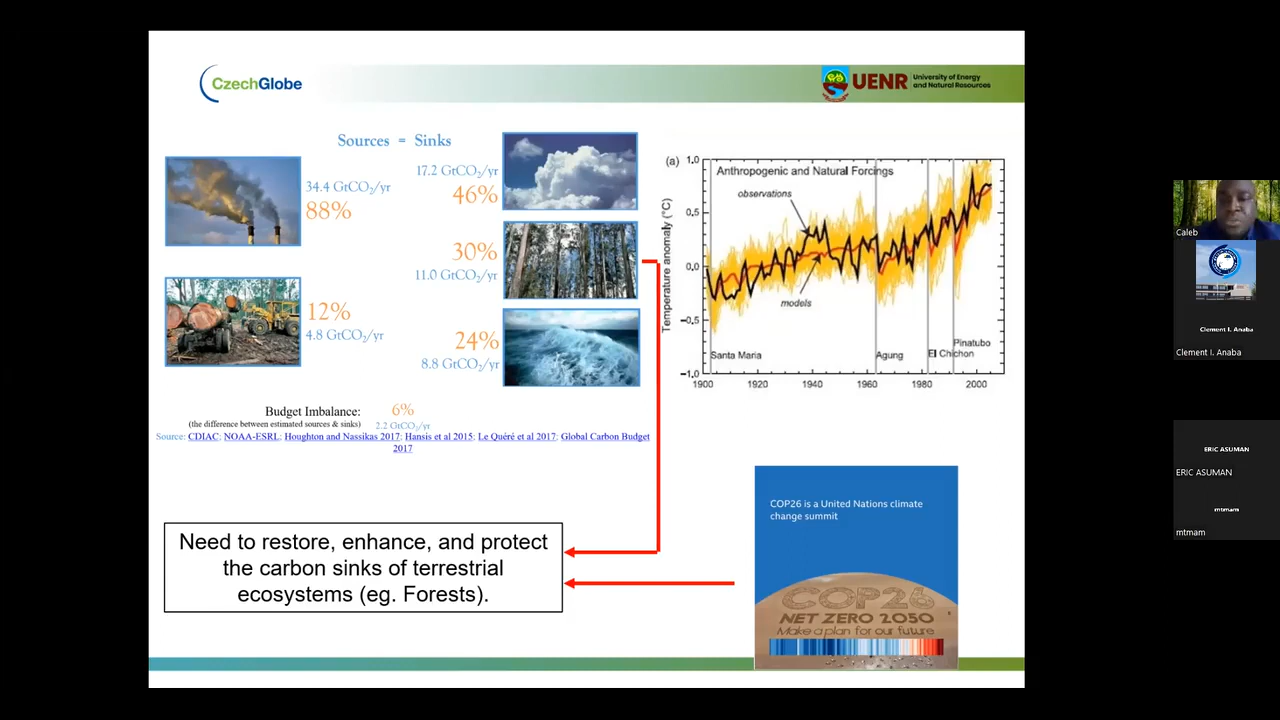 CzechGlobe
UENR
University of Energy
and Natural Resources
Sources = Sinks
34.4 GtCO₂/yr
88%
12%
4.8 GtCO₂/yr
17.2 GtCO₂/yr
46%
30%
11.0 GtCO₂/yr
24%
8.8 GtCO₂/yr
Budget Imbalance:
(the difference between estimated sources & sinks)
6%
2.2 GtCO₂/yr
Source: CDIAC; NOAA-ESRL; Houghton and Nassikas 2017; Hansis et al 2015; Le Quéré et al 2017; Global Carbon Budget
2017
(a)
Anthropogenic and Natural Forcings
observations
models
Temperature anomaly (°C)
1.0
0.5
0.0
-0.5
-1.0
Santa Maria
Agung
El Chichon
Pinatubo
1900
1920
1940
1960
1980
2000
Need to restore, enhance, and protect
the carbon sinks of terrestrial
ecosystems (eg. Forests).
COP26 is a United Nations climate
change summit
COP26
NET ZERO 2050
Make a plan for our future
Caleb
Clement I. Anaba
Clement I. Anaba
ERIC ASUMAN
ERIC ASUMAN
mtmam
mtmam